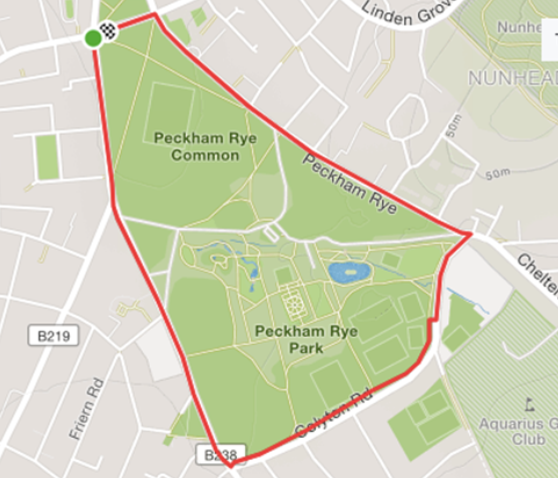 Linden Grov
Nunhe
NUNHEAD
50m
50m
Peckham Rye
Common
Peckham Rye
Chelte
Peckham Rye
Park
B219
Friern Rd
Colyton Rd
B238
Aquarius G
Club